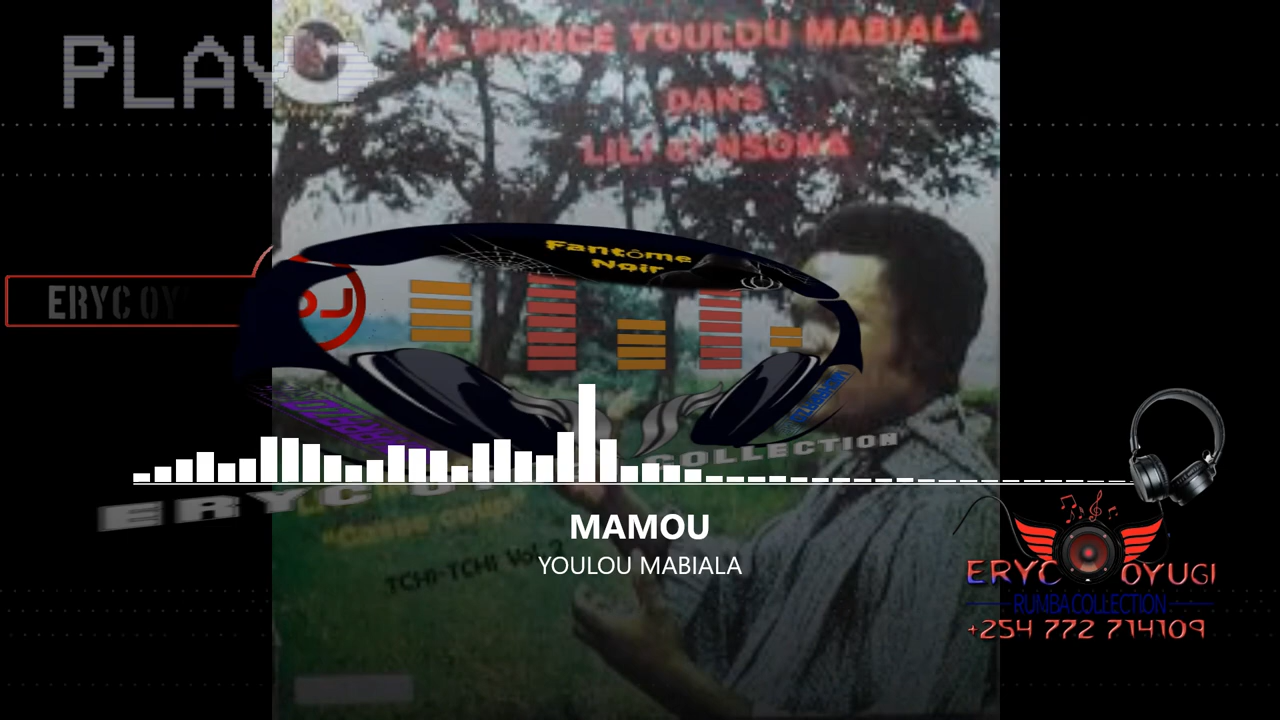 PLAY
LE PRINCE YOULOU MABIALA
DANS
LILI et NSONA
Fantôme
Noir
DJ
ERYC OY
COLLECTION
ERYC
TCHI-TCHI Vol. 2
MAMOU
YOULOU MABIALA
ERYC OYUGI
RUMBA COLLECTION
+254 772 714109